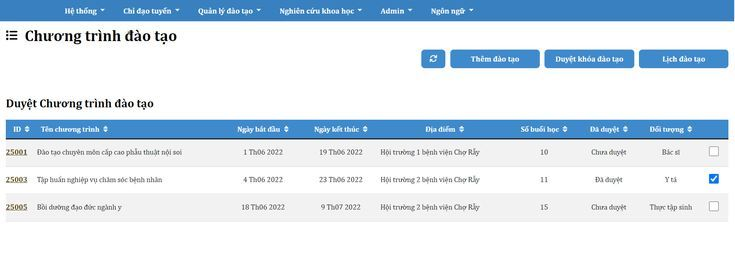 Hệ thống Chỉ đạo tuyến Quản lý đào tạo Nghiên cứu khoa học Admin Ngôn ngữ
Chương trình đào tạo
Thêm đào tạo Duyệt khóa đào tạo Lịch đào tạo
Duyệt Chương trình đào tạo
ID Tên chương trình Ngày bắt đầu Ngày kết thúc Địa điểm Số buổi học Đã duyệt Đối tượng
25001 Đào tạo chuyên môn cấp cao phẫu thuật nội soi 1 Th06 2022 19 Th06 2022 Hội trường 1 bệnh viện Chợ Rẫy 10 Chưa duyệt Bác sĩ
25003 Tập huấn nghiệp vụ chăm sóc bệnh nhân 4 Th06 2022 23 Th06 2022 Hội trường 2 bệnh viện Chợ Rẫy 11 Đã duyệt Y tá
25005 Bồi dưỡng đạo đức ngành y 18 Th06 2022 9 Th07 2022 Hội trường 2 bệnh viện Chợ Rẫy 15 Chưa duyệt Thực tập sinh